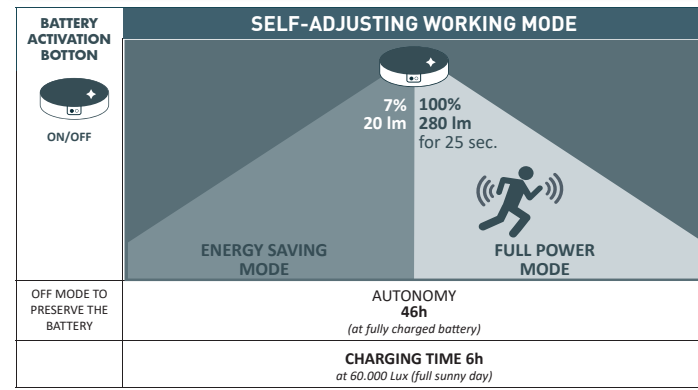 BATTERY
ACTIVATION
BOTTON
ON/OFF
SELF-ADJUSTING WORKING MODE
7%
20 lm
100%
280 lm
for 25 sec.
ENERGY SAVING
MODE
FULL POWER
MODE
OFF MODE TO
PRESERVE THE
BATTERY
AUTONOMY
46h
(at fully charged battery)
CHARGING TIME 6h
at 60.000 Lux (full sunny day)